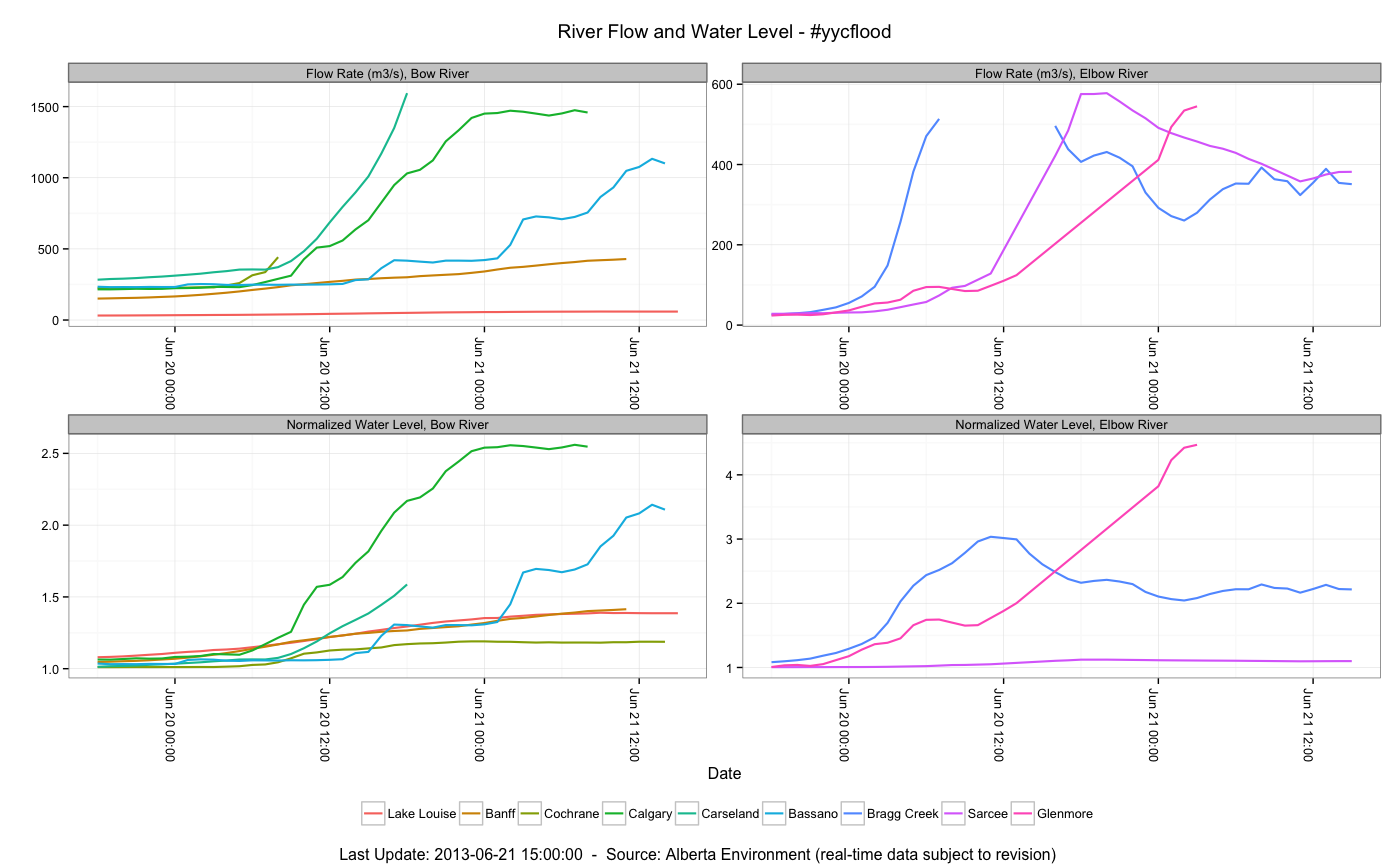 River Flow and Water Level - #yycflood
Flow Rate (m3/s), Bow River
Flow Rate (m3/s), Elbow River
1500
1000
500
0
600
400
200
0
Jun 20 00:00
Jun 20 12:00
Jun 21 00:00
Jun 21 12:00
Jun 20 00:00
Jun 20 12:00
Jun 21 00:00
Jun 21 12:00
Normalized Water Level, Bow River
Normalized Water Level, Elbow River
2.5
2.0
1.5
1.0
4
3
2
1
Jun 20 00:00
Jun 20 12:00
Jun 21 00:00
Jun 21 12:00
Jun 20 00:00
Jun 20 12:00
Jun 21 00:00
Jun 21 12:00
Date
Lake Louise Banff Cochrane Calgary Carseland Bassano Bragg Creek Sarcee Glenmore
Last Update: 2013-06-21 15:00:00 - Source: Alberta Environment (real-time data subject to revision)